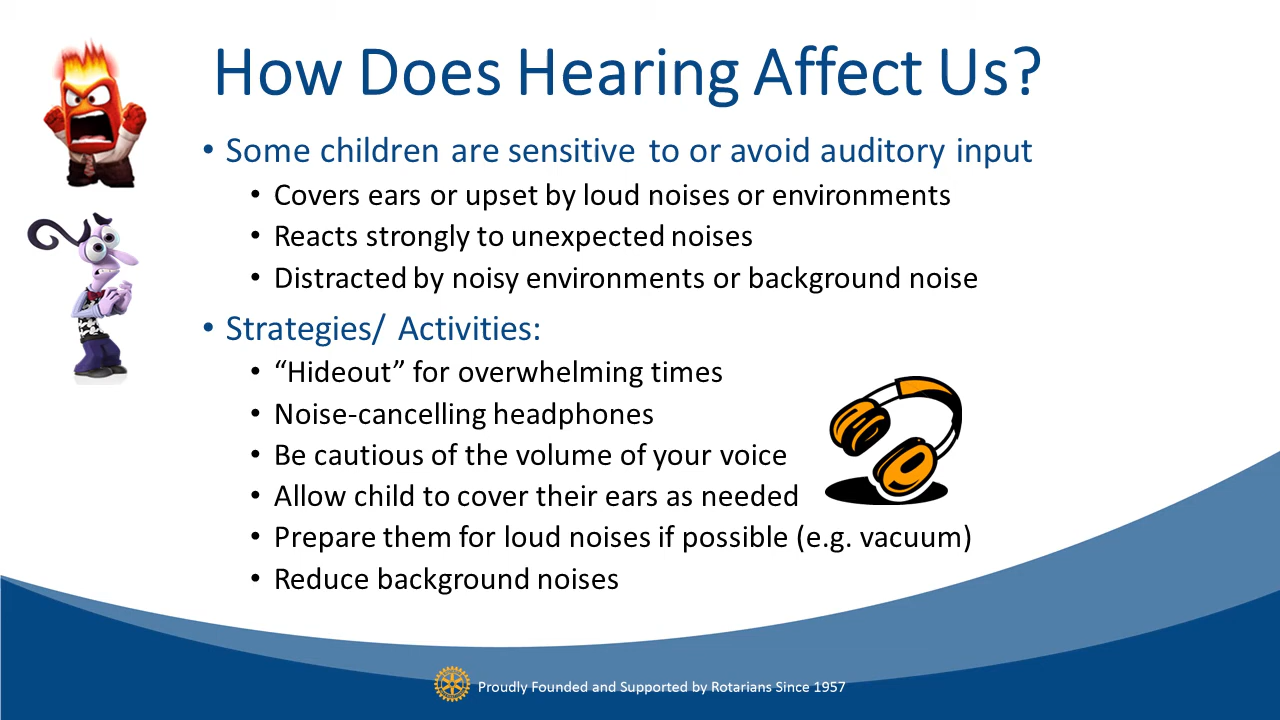 How Does Hearing Affect Us?
• Some children are sensitive to or avoid auditory input
• Covers ears or upset by loud noises or environments
• Reacts strongly to unexpected noises
• Distracted by noisy environments or background noise
• Strategies/ Activities:
• “Hideout” for overwhelming times
• Noise-cancelling headphones
• Be cautious of the volume of your voice
• Allow child to cover their ears as needed
• Prepare them for loud noises if possible (e.g. vacuum)
• Reduce background noises
Proudly Founded and Supported by Rotarians Since 1957